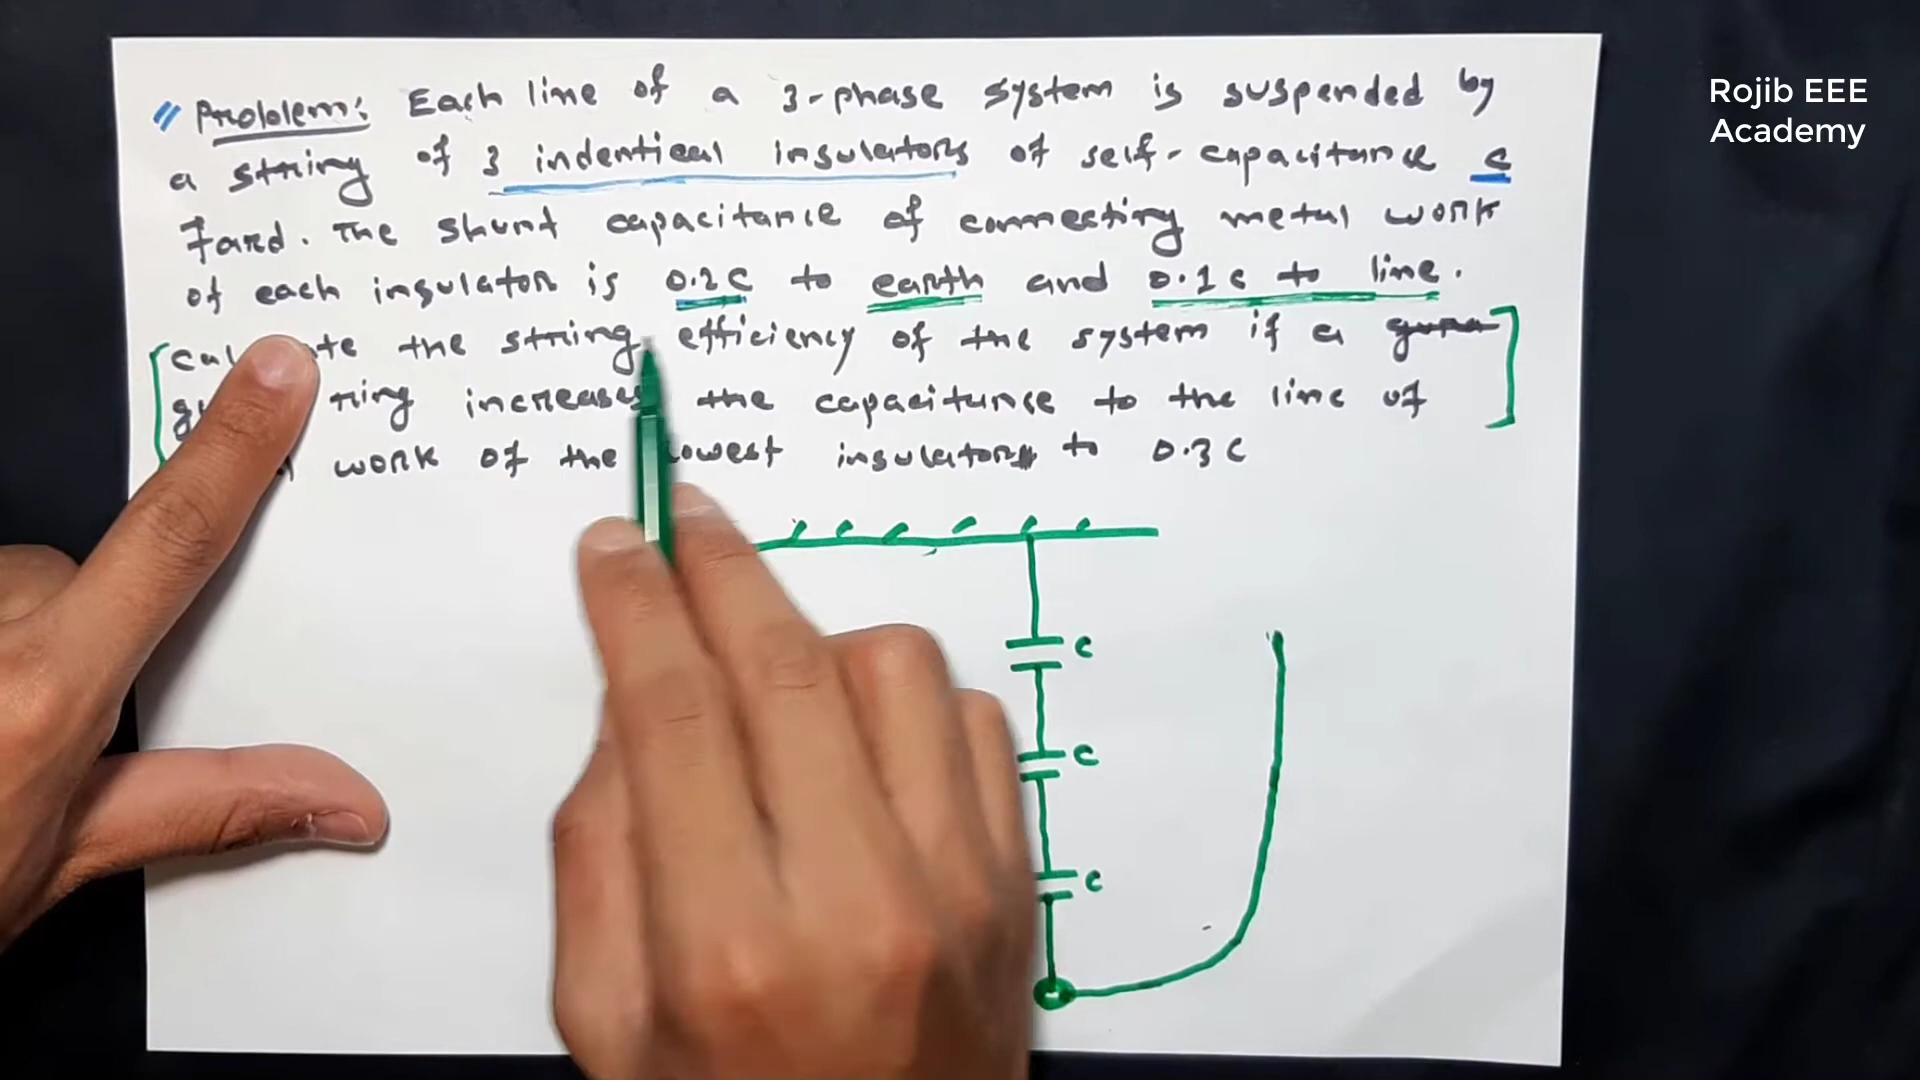 Problem: Each line of a 3-phase system is suspended by
a string of 3 indentical insulators of self-capacitance c
Fard. The shunt capacitance of connecting metal work
of each insulator is 0.2c to earth and 0.1c to line.
the string efficiency of the system if a
ring increases the capacitance to the line of
work of the lowest insulator to 0.3c
c
c
c
Rojib EEE
Academy